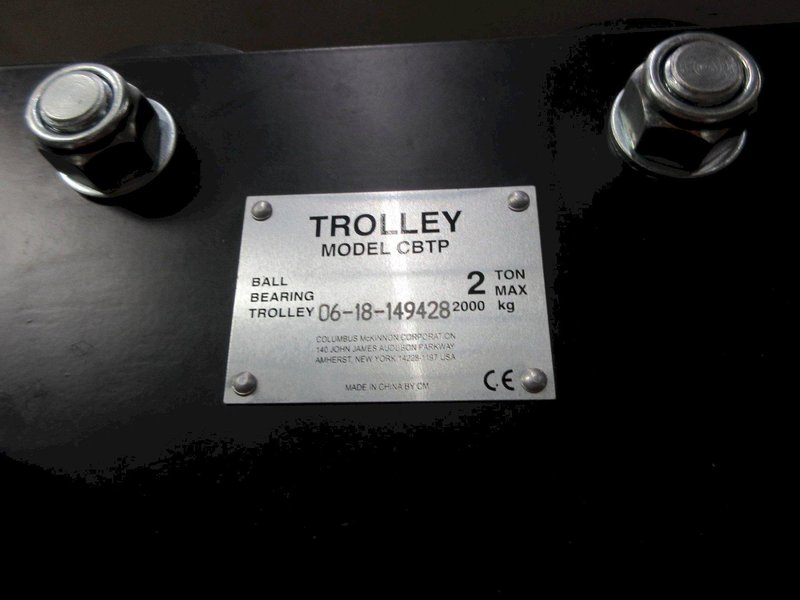 TROLLEY
MODEL CBTP
BALL
BEARING
TROLLEY 06-18-149428
2 TON
MAX
2000 kg
COLUMBUS McKINNON CORPORATION
140 JOHN JAMES AUDUBON PARKWAY
AMHERST, NEW YORK 14228-1197 USA
MADE IN CHINA BY CM
CE